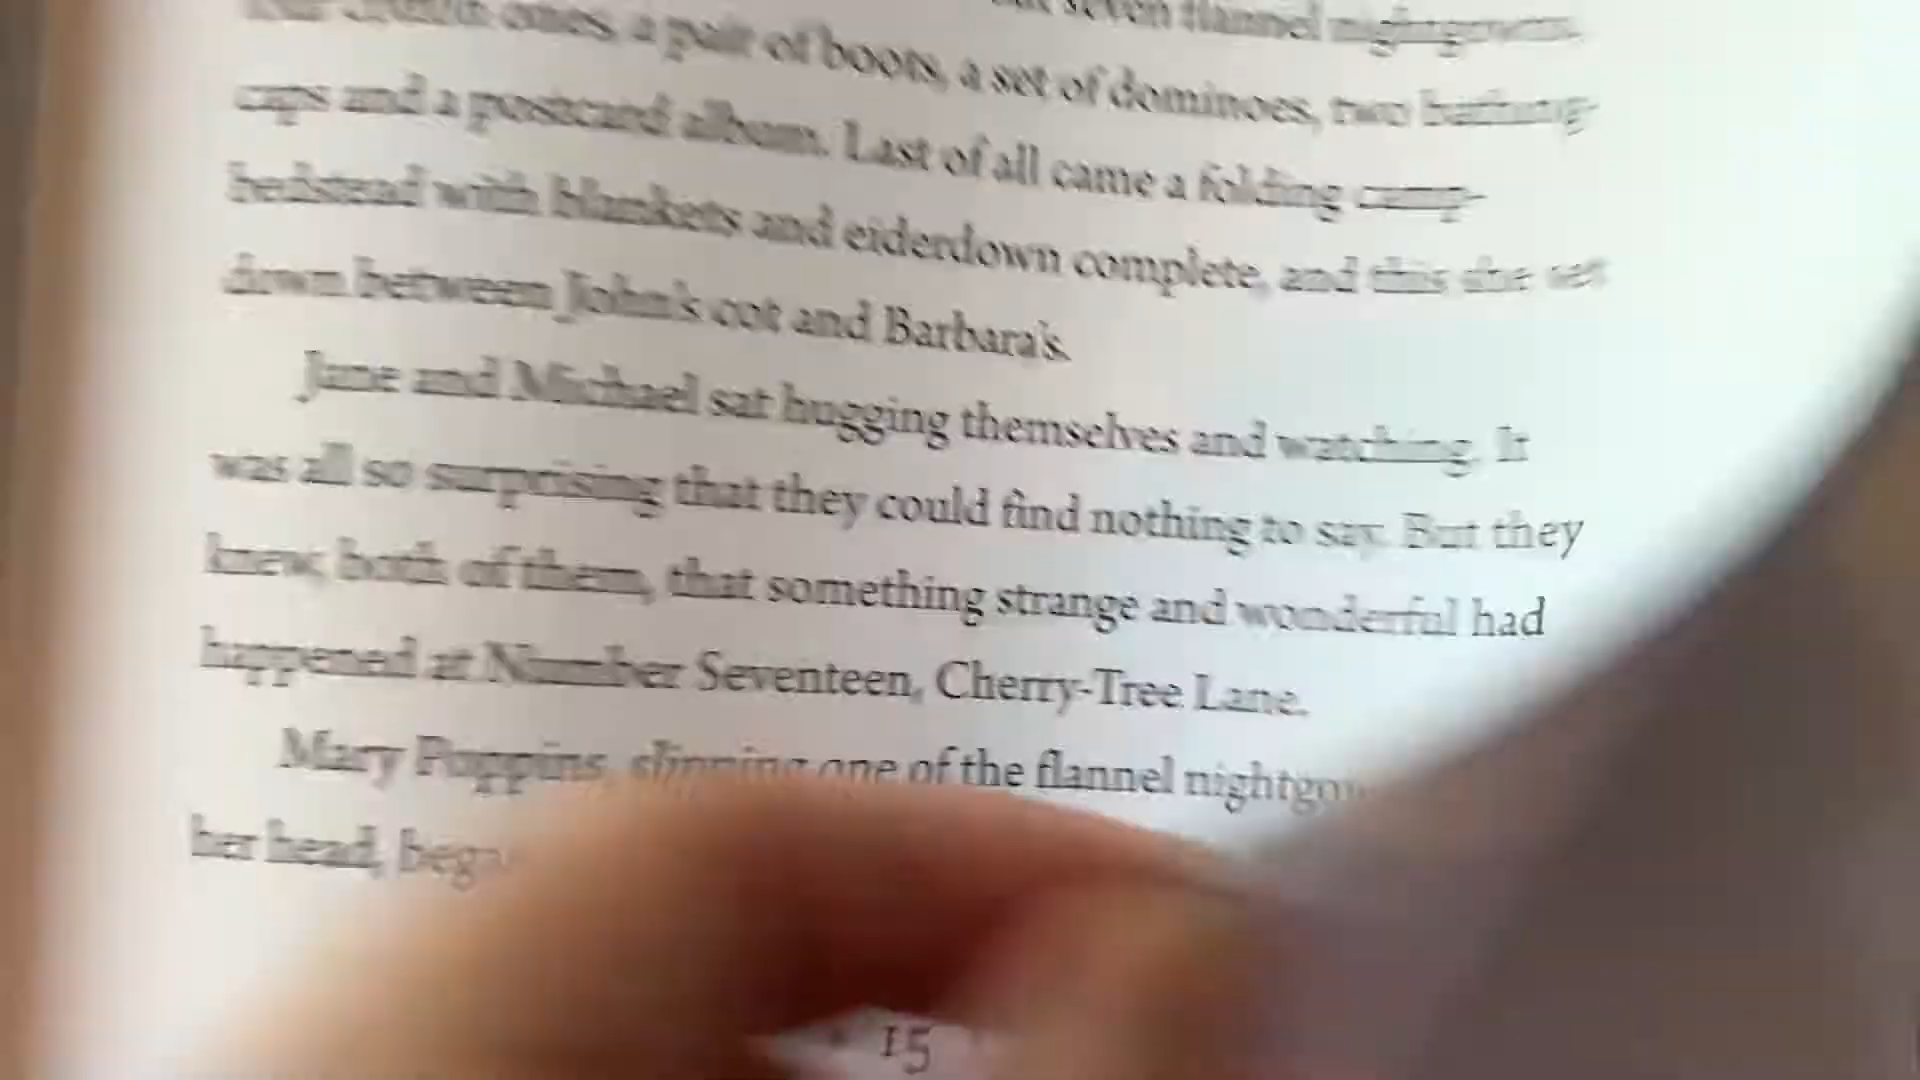 seven flannel nightgowns,
ones, a pair of boots, a set of dominoes, two bathing-
caps and a postcard album. Last of all came a folding camp-
bedstead with blankets and eiderdown complete, and this she set
down between John's cot and Barbara's.
Jane and Michael sat hugging themselves and watching. It
was all so surprising that they could find nothing to say. But they
knew, both of them, that something strange and wonderful had
happened at Number Seventeen, Cherry-Tree Lane.
Mary Poppins, slipping one of the flannel
her head,
15